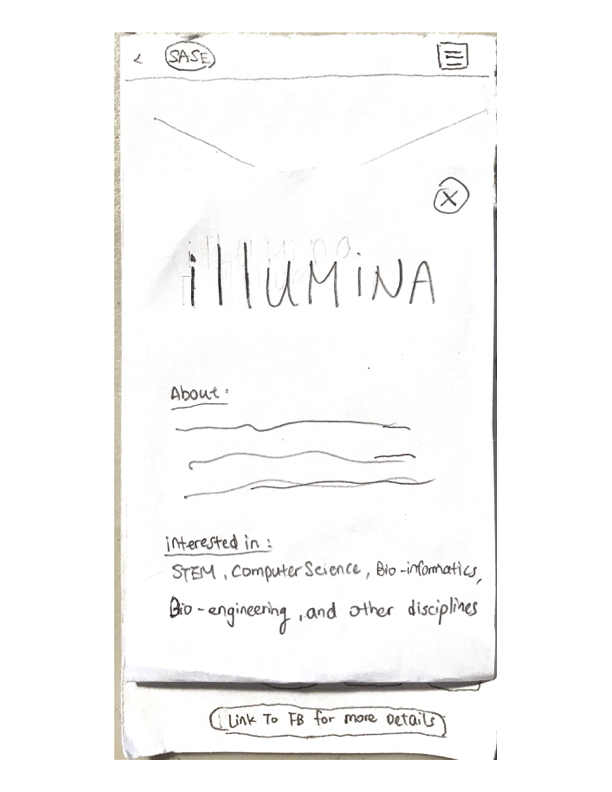 < SASE
X
illUMiNA
About:
interested in:
STEM, Computer Science, Bio-informatics,
Bio-engineering, and other disciplines
Link To FB for more Details